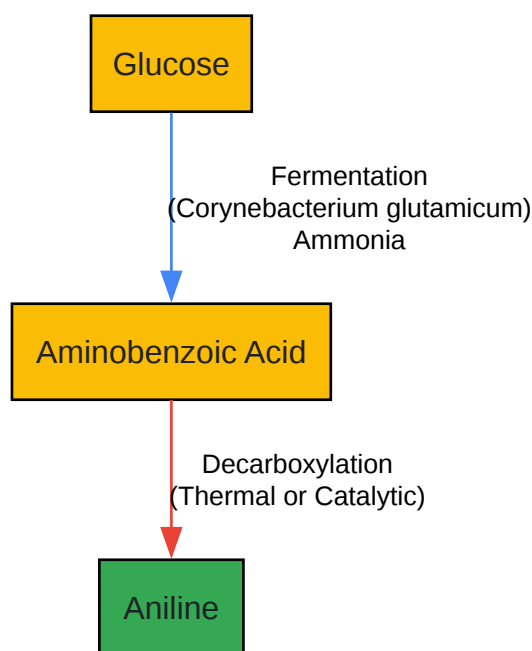 Glucose
Fermentation
(Corynebacterium glutamicum)
Ammonia
Aminobenzoic Acid
Decarboxylation
(Thermal or Catalytic)
Aniline